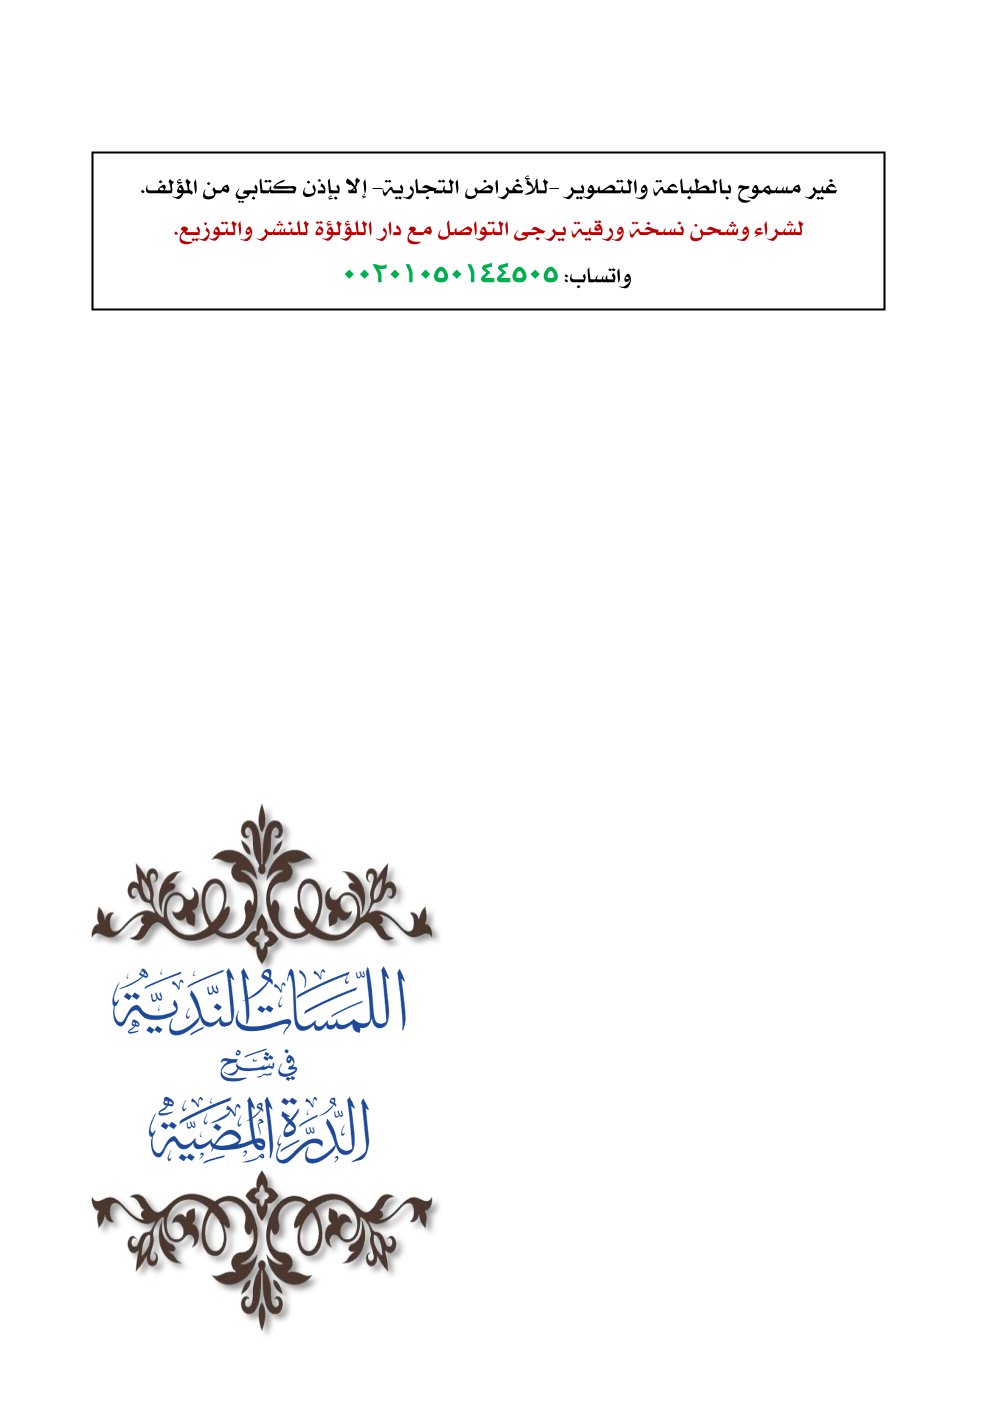 غير مسموح بالطباعة والتصوير -للأغراض التجارية- إلا بإذن كتابي من المؤلف.
لشراء وشحن نسخة ورقية يرجى التواصل مع دار اللؤلؤة للنشر والتوزيع.
واتساب: ٠٠٢٠١٠٥٠١٤٤٥٠٥
اللَّمَسَاتُ النَّدِيَّةُ
فِي شَرْحِ
الدُّرَّةِ المُضِيَّةِ